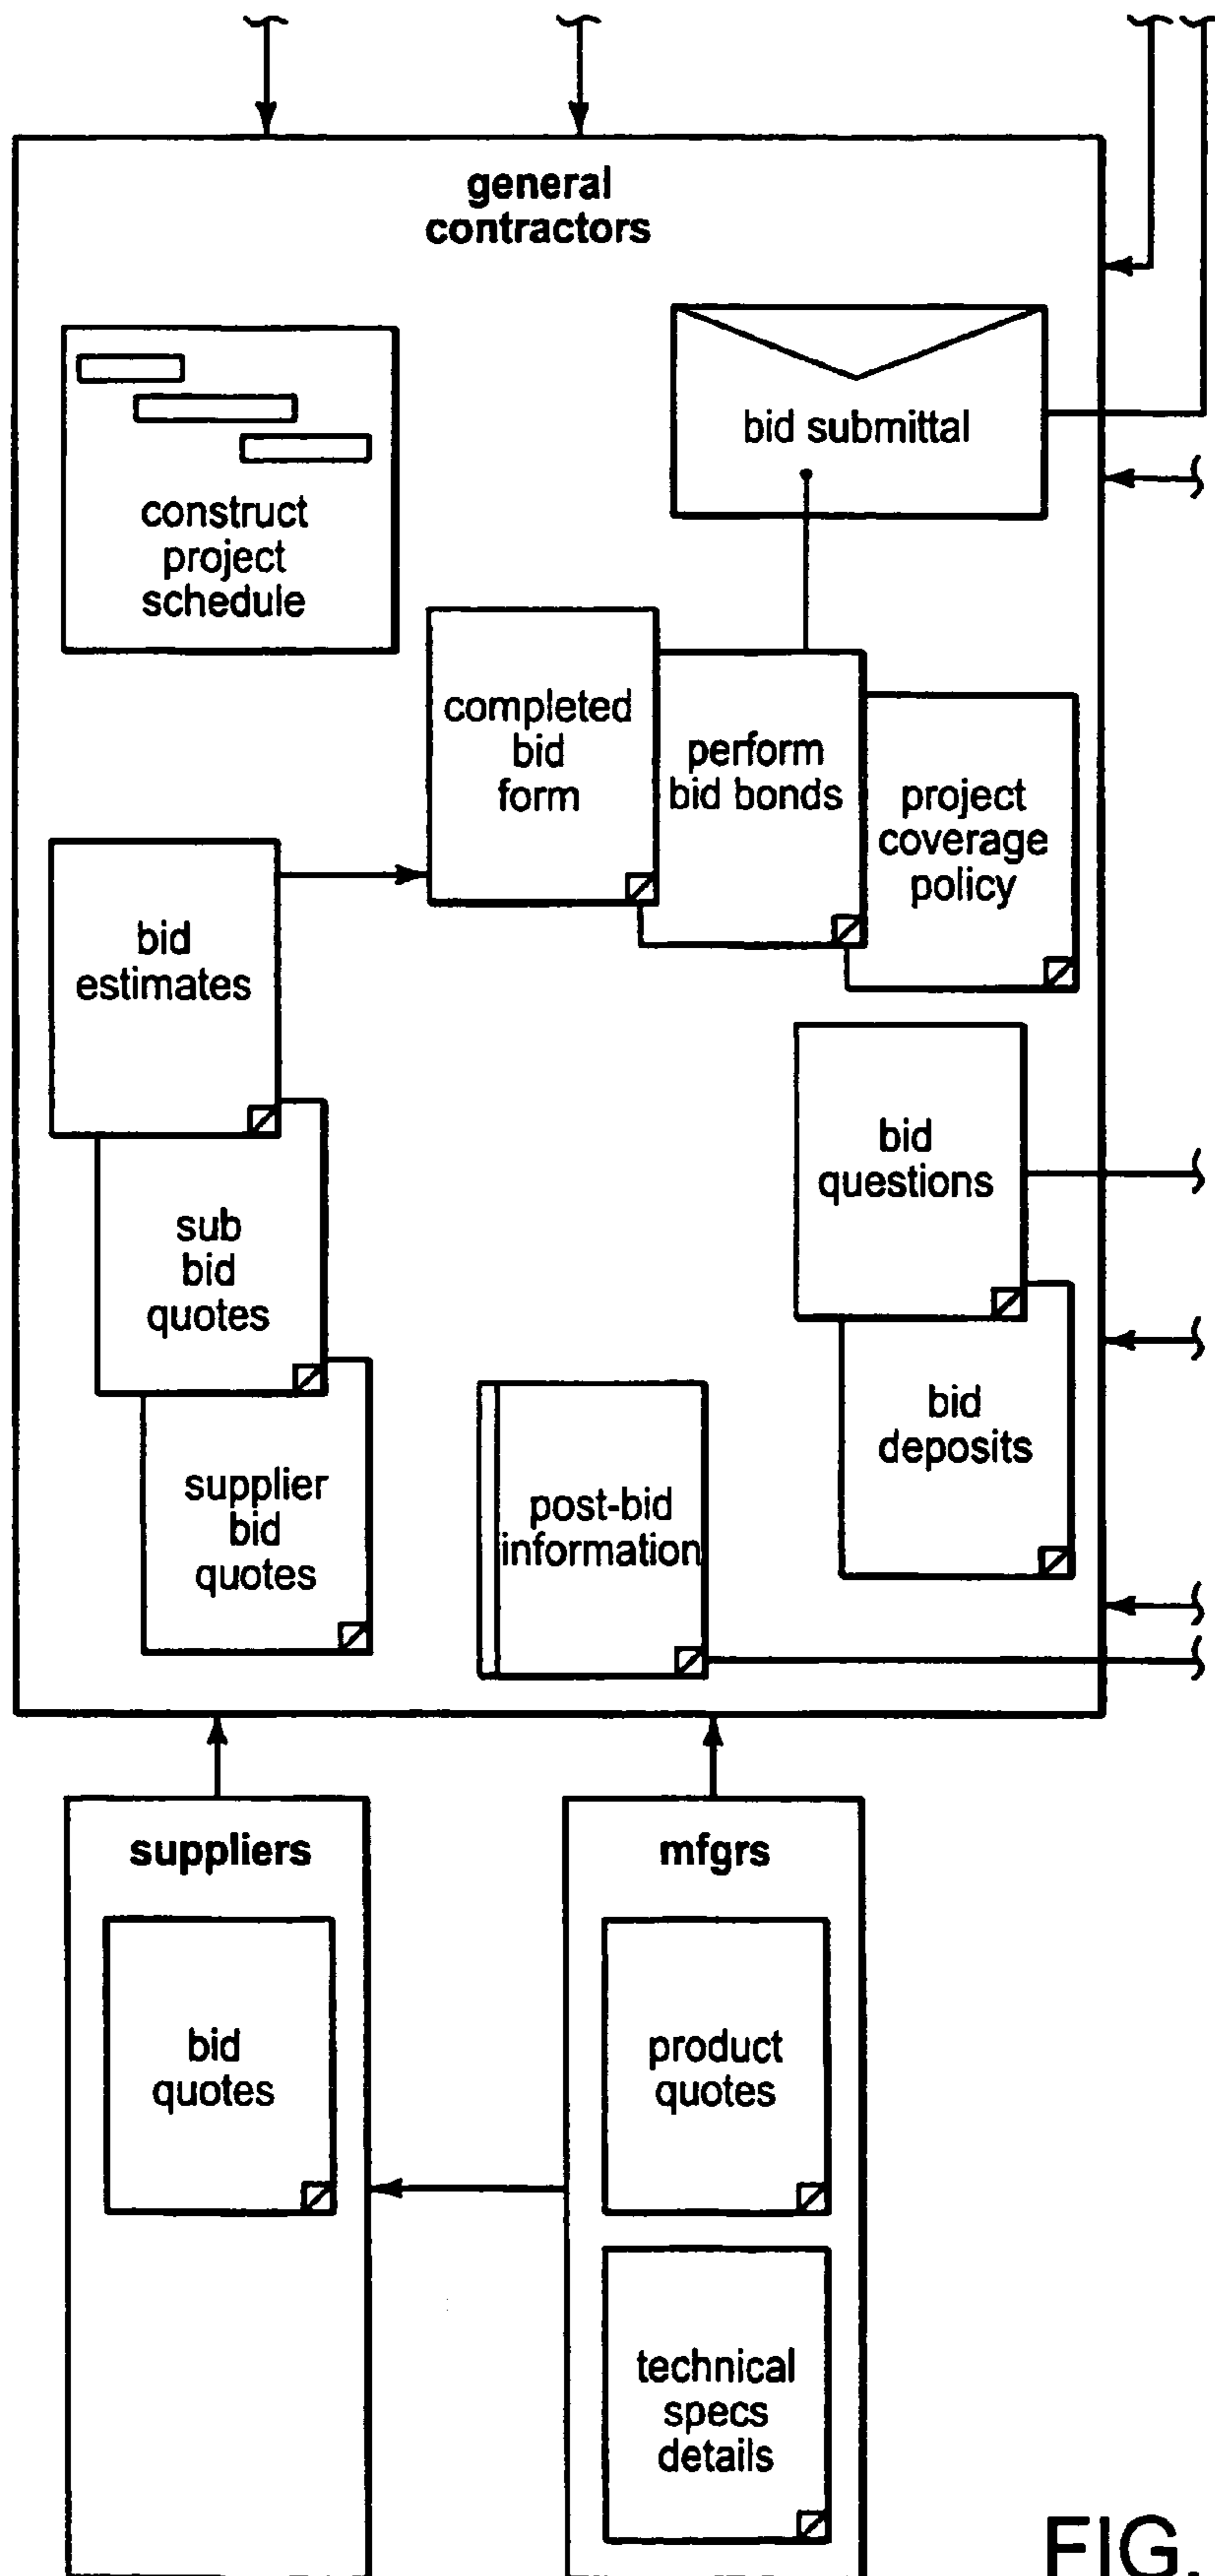 general
contractors
bid submittal
construct
project
schedule
completed
bid
form
perform
bid bonds
project
coverage
policy
bid
estimates
sub
bid
quotes
supplier
bid
quotes
bid
questions
bid
deposits
post-bid
information
suppliers
bid
quotes
mfgrs
product
quotes
technical
specs
details
FIG.